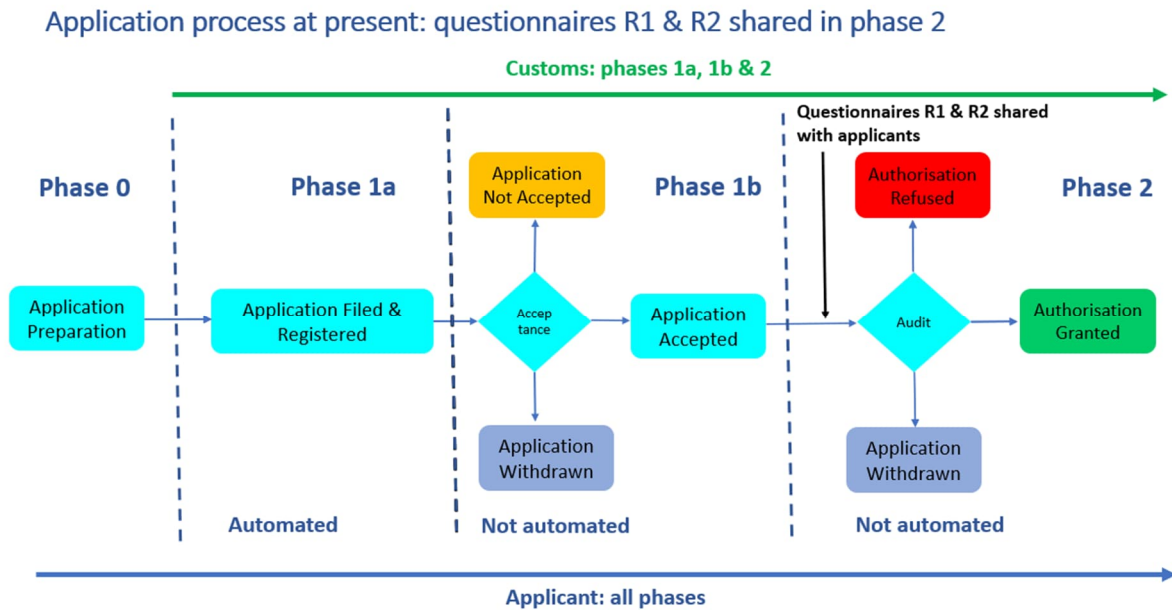 Application process at present: questionnaires R1 & R2 shared in phase 2
Customs: phases 1a, 1b & 2
Questionnaires R1 & R2 shared
with applicants
Phase 0
Phase 1a
Application
Not Accepted
Phase 1b
Authorisation
Refused
Phase 2
Application
Preparation
Application Filed &
Registered
Accep
tance
Application
Accepted
Audit
Authorisation
Granted
Application
Withdrawn
Application
Withdrawn
Automated
Not automated
Not automated
Applicant: all phases